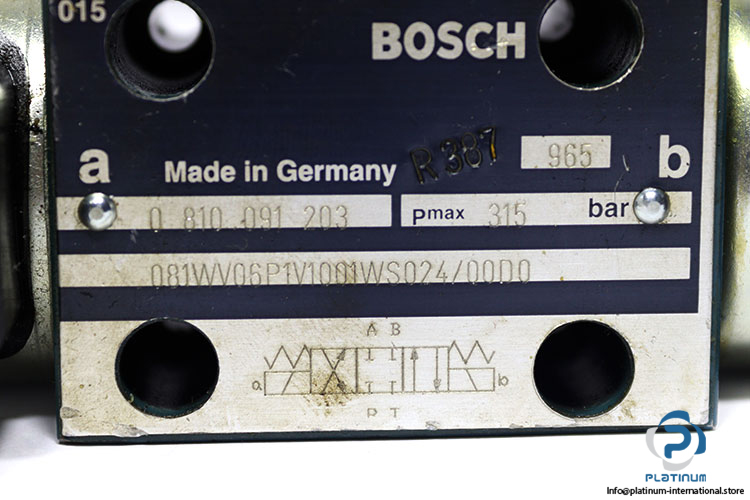 015
BOSCH
R 387
965
a
Made in Germany
b
0 810 091 203
Pmax 315 bar
081WV06P1V1001WS024/00D0
A B
a
b
P T
PLATINUM
Info@platinum-international.store